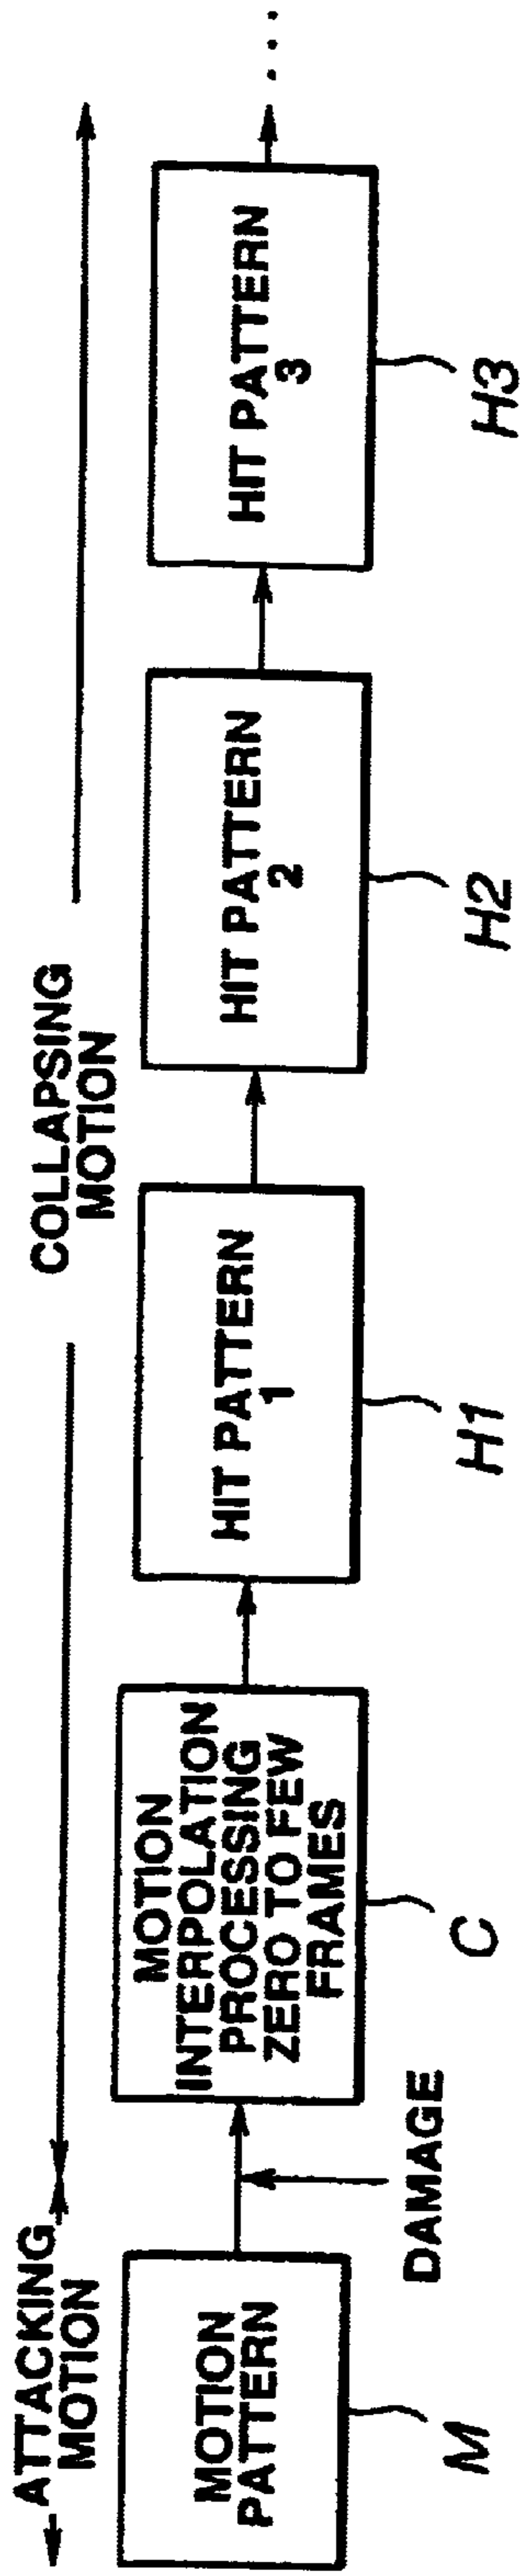 ATTACKING
MOTION
COLLAPSING
MOTION
MOTION
PATTERN
M
DAMAGE
MOTION
INTERPOLATION
PROCESSING
ZERO TO FEW
FRAMES
C
HIT PATTERN
1
H1
HIT PATTERN
2
H2
HIT PATTERN
3
H3
...